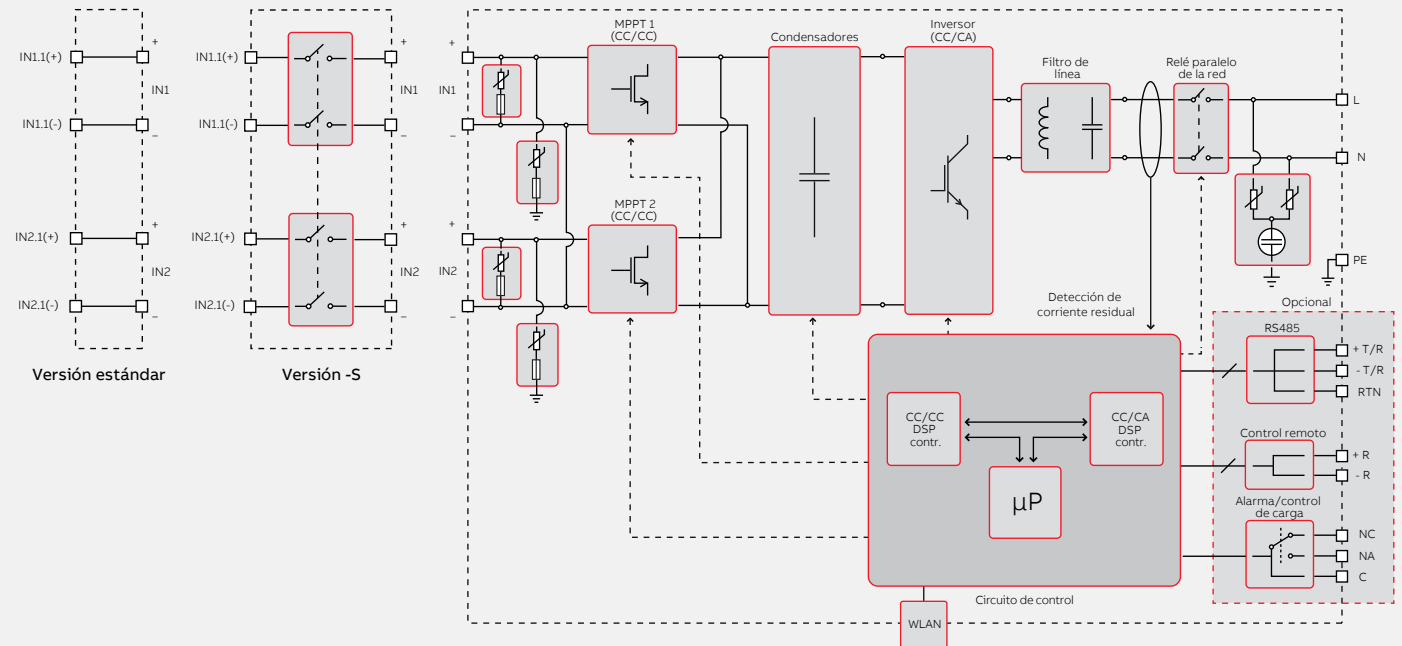 IN1.1(+)
+
IN1
IN1.1(-)
–
IN2.1(+)
+
IN2
IN2.1(-)
–
Versión estándar
IN1.1(+)
+
IN1
IN1.1(-)
–
IN2.1(+)
+
IN2
IN2.1(-)
–
Versión -S
+
IN1
–
+
IN2
–
MPPT 1
(CC/CC)
MPPT 2
(CC/CC)
Condensadores
Inversor
(CC/CA)
Filtro de
línea
Relé paralelo
de la red
L
N
PE
Detección de
corriente residual
Opcional
RS485
+ T/R
- T/R
RTN
Control remoto
+ R
- R
Alarma/control
de carga
NC
NA
C
CC/CC
DSP
contr.
CC/CA
DSP
contr.
µP
Circuito de control
WLAN